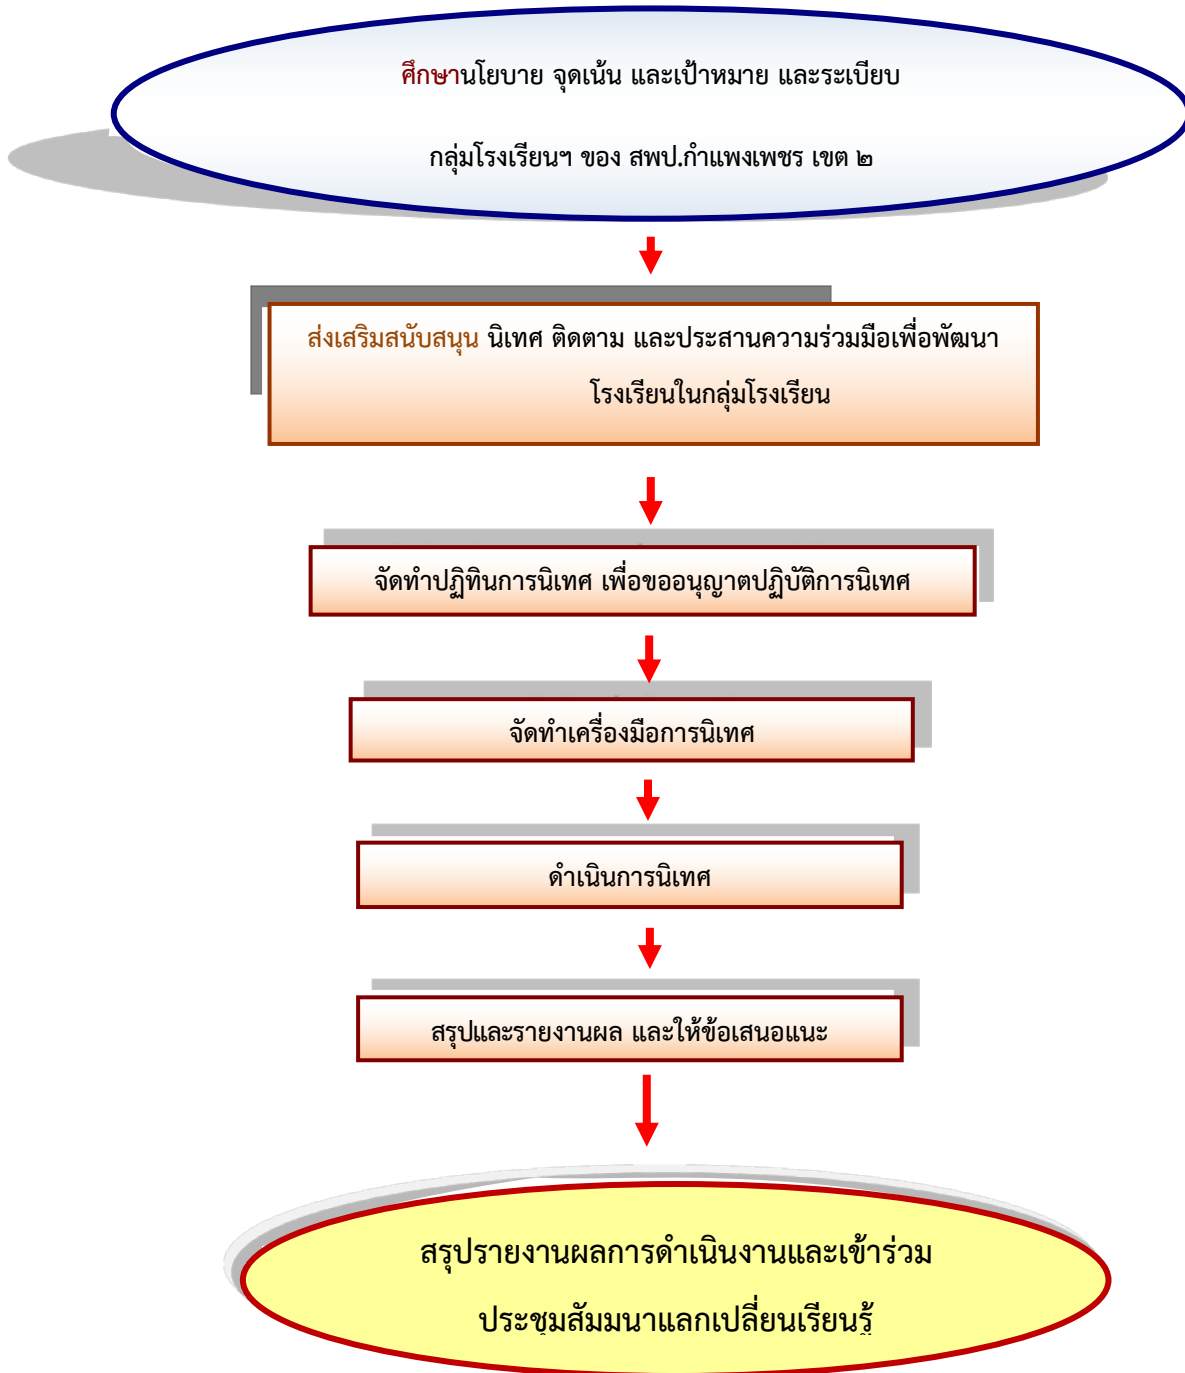 ศึกษานโยบาย จุดเน้น และเป้าหมาย และระเบียบ
กลุ่มโรงเรียนฯ ของ สพป.กำแพงเพชร เขต ๒
ส่งเสริมสนับสนุน นิเทศ ติดตาม และประสานความร่วมมือเพื่อพัฒนา
โรงเรียนในกลุ่มโรงเรียน
จัดทำปฏิทินการนิเทศ เพื่อขออนุญาตปฏิบัติการนิเทศ
จัดทำเครื่องมือการนิเทศ
ดำเนินการนิเทศ
สรุปและรายงานผล และให้ข้อเสนอแนะ
สรุปรายงานผลการดำเนินงานและเข้าร่วม
ประชุมสัมมนาแลกเปลี่ยนเรียนรู้